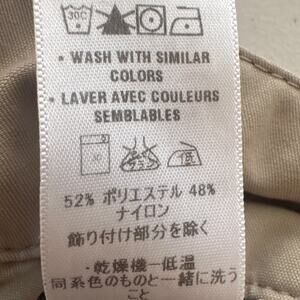 30C
• WASH WITH SIMILAR
COLORS
• LAVER AVEC COULEURS
SEMBLABLES
52% ポリエステル 48%
ナイロン
飾り付け部分を除く
・乾燥機一低温
同系色のものと一緒に洗う
こと